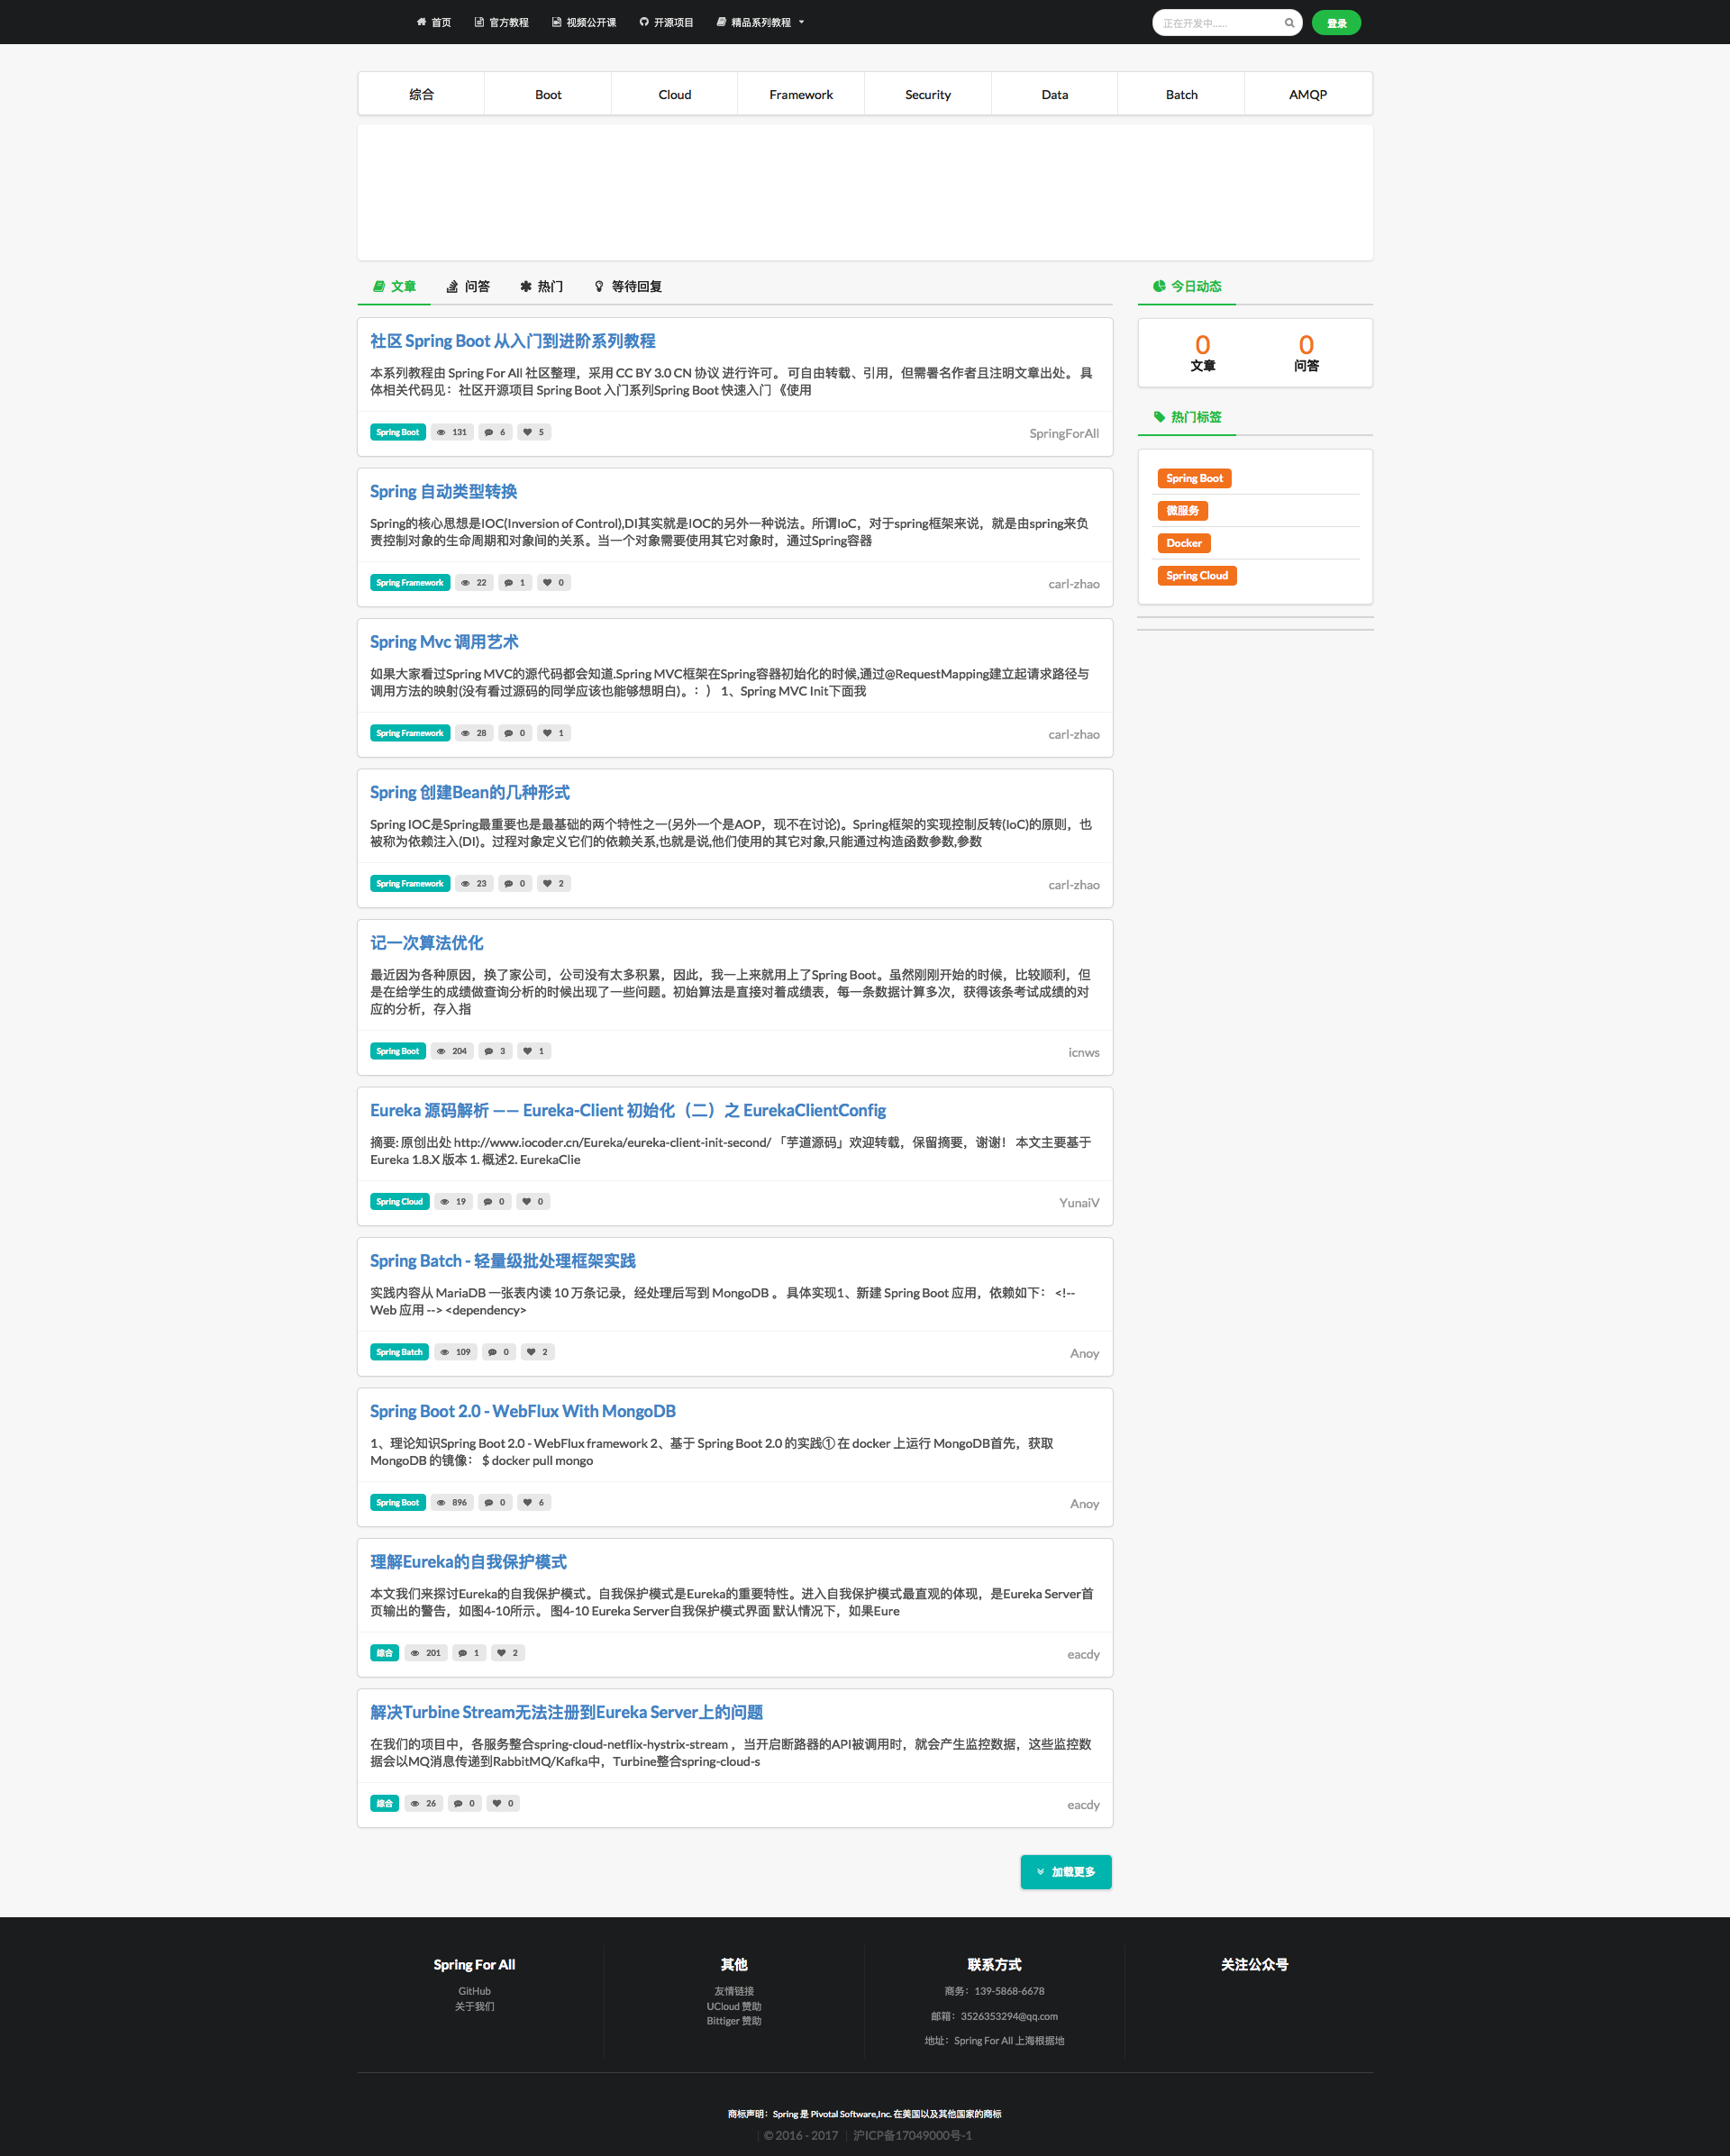 首页 官方教程 视频公开课 开源项目 精品系列教程 正在开发中...... 登录
综合 Boot Cloud Framework Security Data Batch AMQP
文章 问答 热门 等待回复
社区 Spring Boot 从入门到进阶系列教程
本系列教程由 Spring For All 社区整理，采用 CC BY 3.0 CN 协议 进行许可。 可自由转载、引用，但需署名作者且注明文章出处。 具
体相关代码见：社区开源项目 Spring Boot 入门系列Spring Boot 快速入门 《使用
Spring Boot 131 6 5 SpringForAll
Spring 自动类型转换
Spring的核心思想是IOC(Inversion of Control),DI其实就是IOC的另外一种说法。所谓IoC，对于spring框架来说，就是由spring来负
责控制对象的生命周期和对象间的关系。当一个对象需要使用其它对象时，通过Spring容器
Spring Framework 22 1 0 carl-zhao
Spring Mvc 调用艺术
如果大家看过Spring MVC的源代码都会知道.Spring MVC框架在Spring容器初始化的时候,通过@RequestMapping建立起请求路径与
调用方法的映射(没有看过源码的同学应该也能够想明白)。：） 1、Spring MVC Init下面我
Spring Framework 28 0 1 carl-zhao
Spring 创建Bean的几种形式
Spring IOC是Spring最重要也是最基础的两个特性之一(另外一个是AOP，现不在讨论)。Spring框架的实现控制反转(IoC)的原则，也
被称为依赖注入(DI)。过程对象定义它们的依赖关系,也就是说,他们使用的其它对象,只能通过构造函数参数,参数
Spring Framework 23 0 2 carl-zhao
记一次算法优化
最近因为各种原因，换了家公司，公司没有太多积累，因此，我一上来就用上了Spring Boot。虽然刚刚开始的时候，比较顺利，但
是在给学生的成绩做查询分析的时候出现了一些问题。初始算法是直接对着成绩表，每一条数据计算多次，获得该条考试成绩的对
应的分析，存入指
Spring Boot 204 3 1 icnws
Eureka 源码解析 —— Eureka-Client 初始化（二）之 EurekaClientConfig
摘要: 原创出处 http://www.iocoder.cn/Eureka/eureka-client-init-second/ 「芋道源码」欢迎转载，保留摘要，谢谢！ 本文主要基于
Eureka 1.8.X 版本 1. 概述2. EurekaClie
Spring Cloud 19 0 0 YunaiV
Spring Batch - 轻量级批处理框架实践
实践内容从 MariaDB 一张表内读 10 万条记录，经处理后写到 MongoDB 。 具体实现1、新建 Spring Boot 应用，依赖如下： <!--
Web 应用 --> <dependency>
Spring Batch 109 0 2 Anoy
Spring Boot 2.0 - WebFlux With MongoDB
1、理论知识Spring Boot 2.0 - WebFlux framework 2、基于 Spring Boot 2.0 的实践① 在 docker 上运行 MongoDB首先，获取
MongoDB 的镜像： $ docker pull mongo
Spring Boot 896 0 6 Anoy
理解Eureka的自我保护模式
本文我们来探讨Eureka的自我保护模式。自我保护模式是Eureka的重要特性。进入自我保护模式最直观的体现，是Eureka Server首
页输出的警告，如图4-10所示。 图4-10 Eureka Server自我保护模式界面 默认情况下，如果Eure
综合 201 1 2 eacdy
解决Turbine Stream无法注册到Eureka Server上的问题
在我们的项目中，各服务整合spring-cloud-netflix-hystrix-stream ，当开启断路器的API被调用时，就会产生监控数据，这些监控数
据会以MQ消息传递到RabbitMQ/Kafka中，Turbine整合spring-cloud-s
综合 26 0 0 eacdy
加载更多
今日动态
0 0
文章 问答
热门标签
Spring Boot
微服务
Docker
Spring Cloud
Spring For All
GitHub
关于我们
其他
友情链接
UCloud 赞助
Bittiger 赞助
联系方式
商务：139-5868-6678
邮箱：3526353294@qq.com
地址：Spring For All 上海根据地
关注公众号
商标声明：Spring 是 Pivotal Software,Inc. 在美国以及其他国家的商标
| © 2016 - 2017 | 沪ICP备17049000号-1